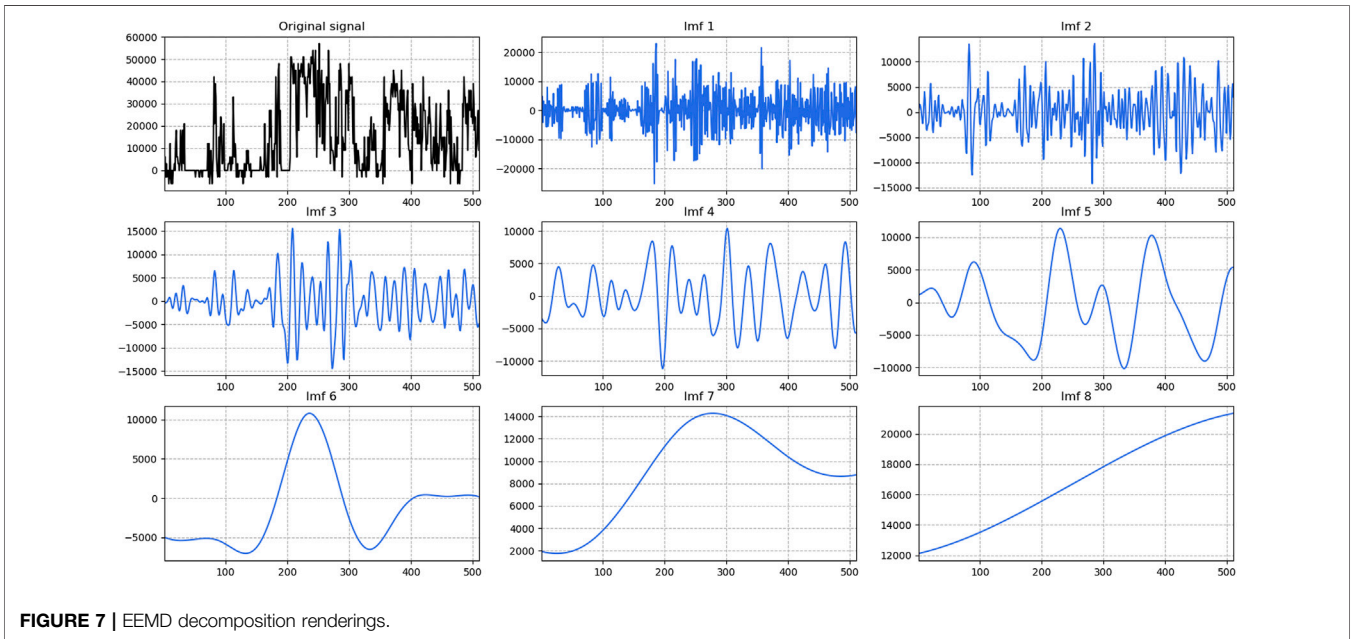 Original signal
60000
50000
40000
30000
20000
10000
0
100 200 300 400 500
Imf 1
20000
10000
0
−10000
−20000
100 200 300 400 500
Imf 2
10000
5000
0
−5000
−10000
−15000
100 200 300 400 500
Imf 3
15000
10000
5000
0
−5000
−10000
−15000
100 200 300 400 500
Imf 4
10000
5000
0
−5000
−10000
100 200 300 400 500
Imf 5
10000
5000
0
−5000
−10000
100 200 300 400 500
Imf 6
10000
5000
0
−5000
100 200 300 400 500
Imf 7
14000
12000
10000
8000
6000
4000
2000
100 200 300 400 500
Imf 8
20000
18000
16000
14000
12000
100 200 300 400 500
FIGURE 7 | EEMD decomposition renderings.